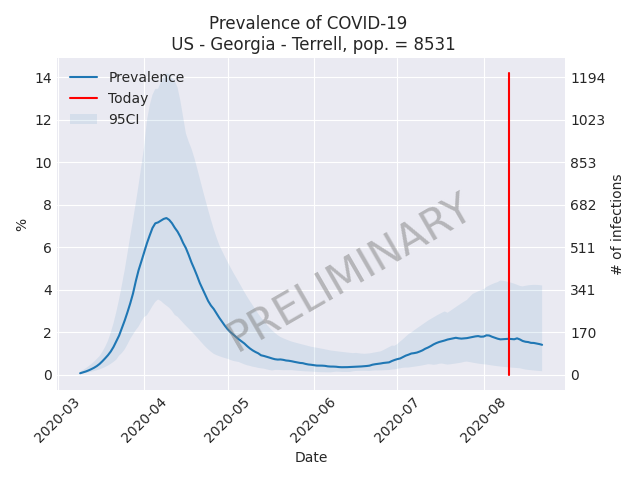 Prevalence of COVID-19
US - Georgia - Terrell, pop. = 8531
Prevalence
Today
95CI
PRELIMINARY
%
14
12
10
8
6
4
2
0
1194
1023
853
682
511
341
170
0
# of infections
2020-03
2020-04
2020-05
2020-06
2020-07
2020-08
Date